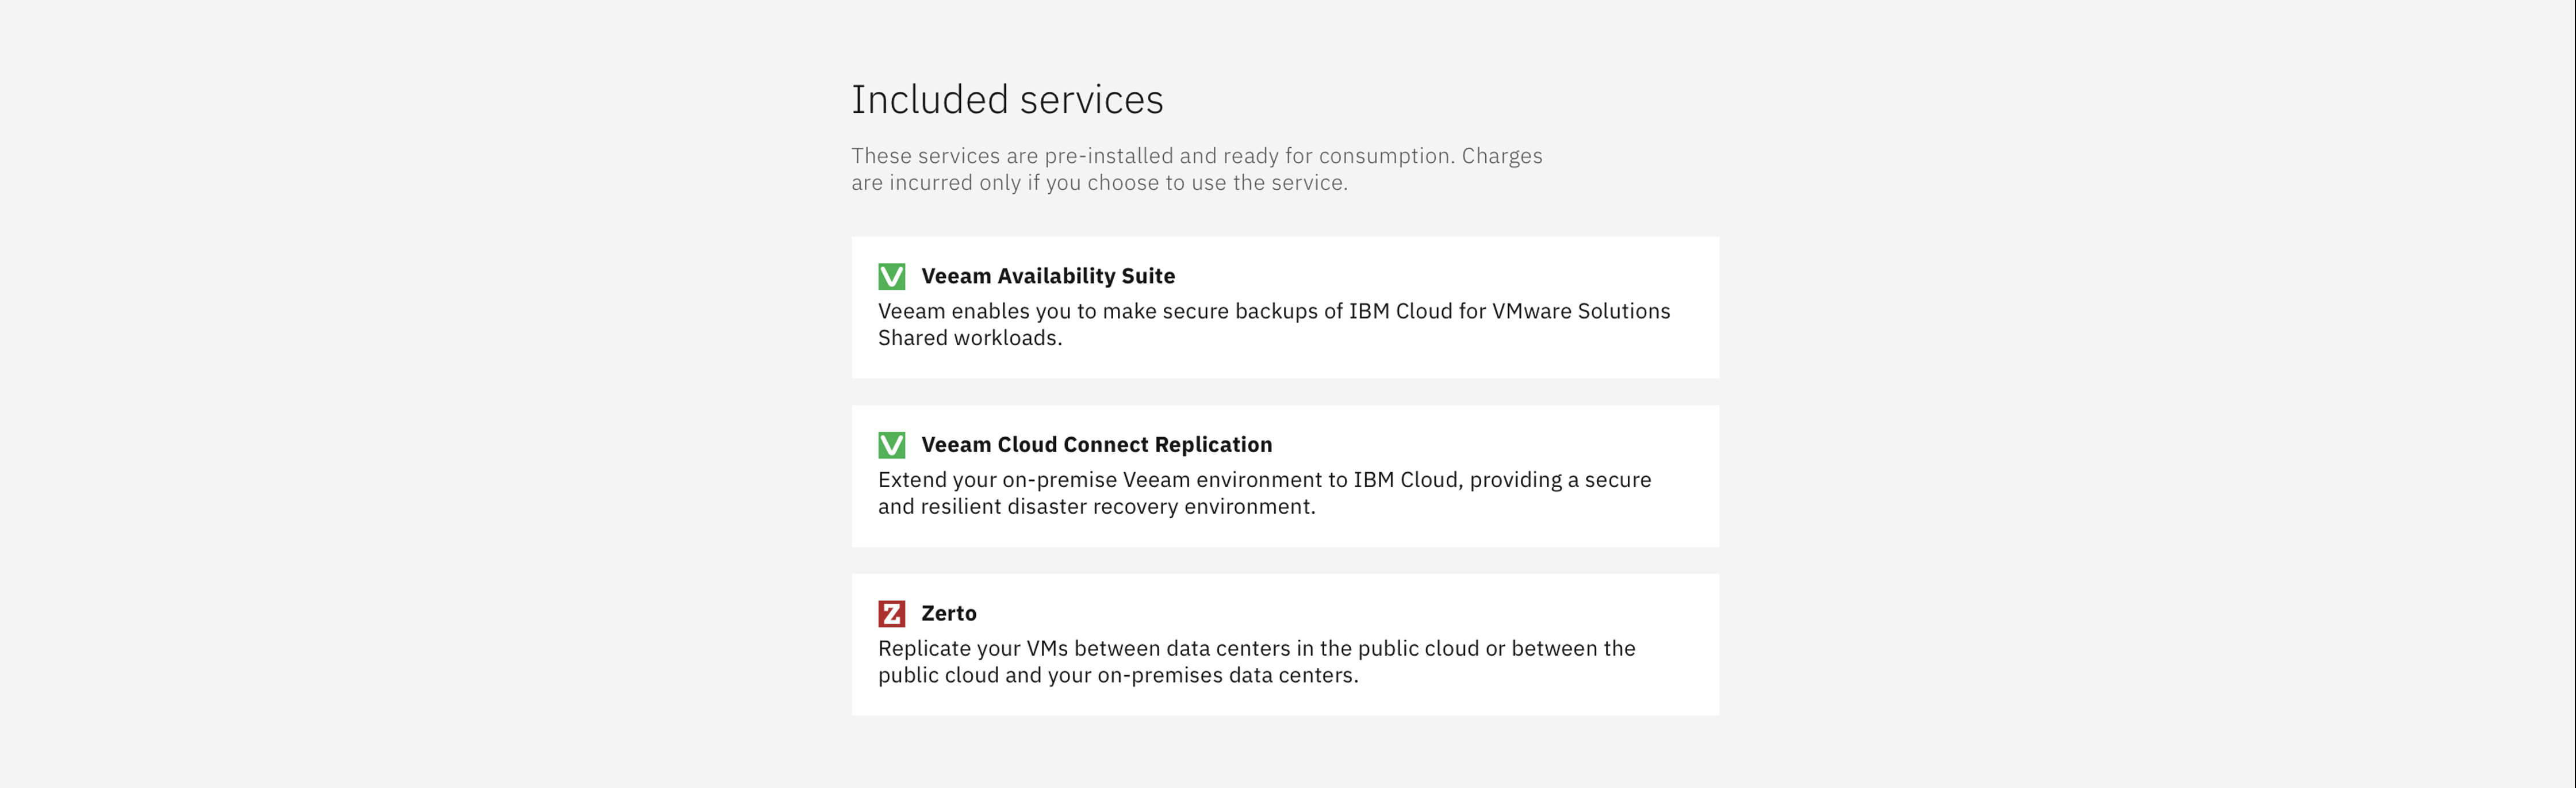 Included services
These services are pre-installed and ready for consumption. Charges
are incurred only if you choose to use the service.
V Veeam Availability Suite
Veeam enables you to make secure backups of IBM Cloud for VMware Solutions
Shared workloads.
V Veeam Cloud Connect Replication
Extend your on-premise Veeam environment to IBM Cloud, providing a secure
and resilient disaster recovery environment.
Z Zerto
Replicate your VMs between data centers in the public cloud or between the
public cloud and your on-premises data centers.